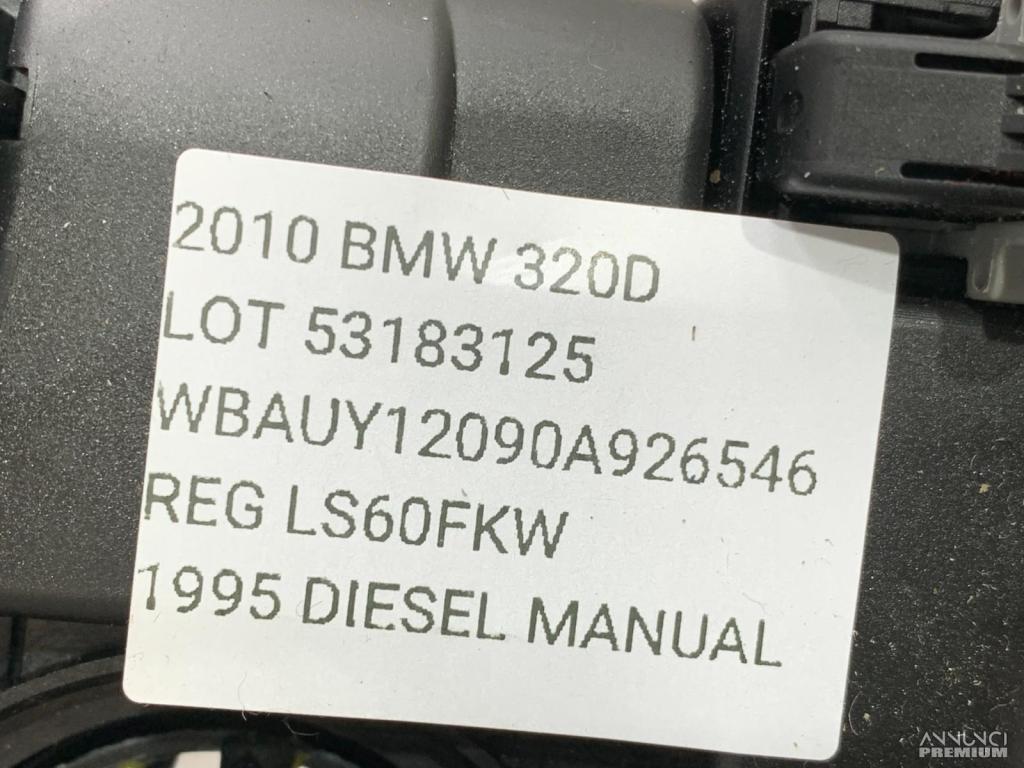 2010 BMW 320D
LOT 53183125
WBAUY12090A926546
REG LS60FKW
1995 DIESEL MANUAL
ANNUNCI
PREMIUM